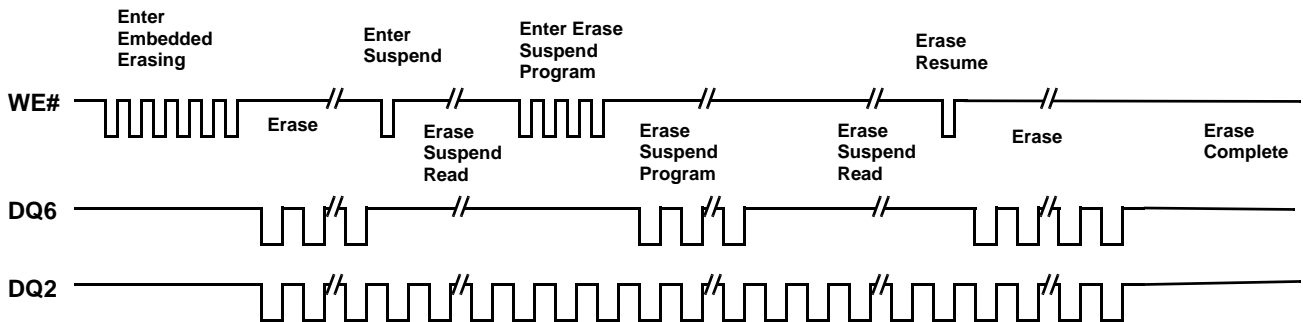 Enter
Embedded
Erasing
Enter
Suspend
Enter Erase
Suspend
Program
Erase
Resume
WE#
Erase
Erase
Suspend
Read
Erase
Suspend
Program
Erase
Suspend
Read
Erase
Erase
Complete
DQ6
DQ2